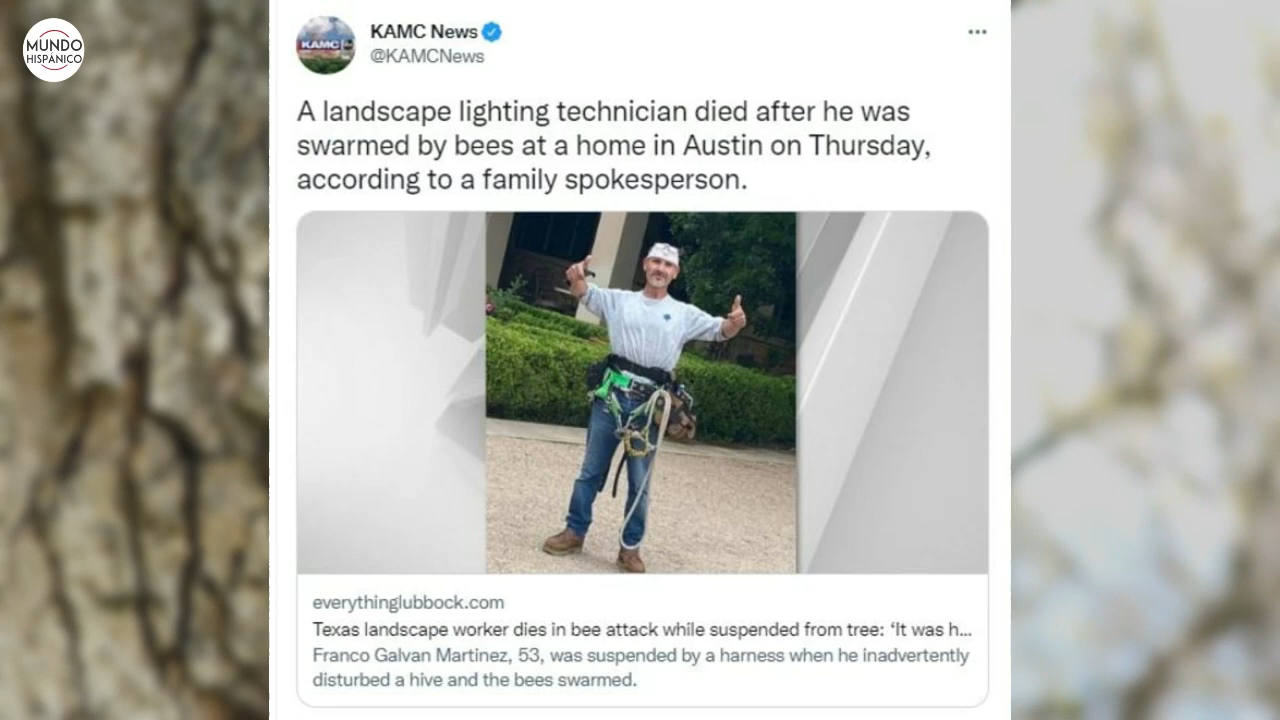 MUNDO
HISPÁNICO
KAMC
KAMC News
@KAMCNews
A landscape lighting technician died after he was
swarmed by bees at a home in Austin on Thursday,
according to a family spokesperson.
everythinglubbock.com
Texas landscape worker dies in bee attack while suspended from tree: ‘It was h...
Franco Galvan Martinez, 53, was suspended by a harness when he inadvertently
disturbed a hive and the bees swarmed.